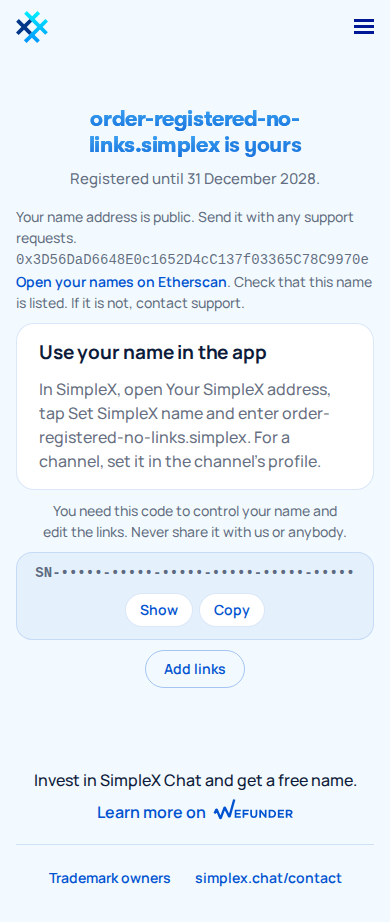 order-registered-no-
links.simplex is yours
Registered until 31 December 2028.
Your name address is public. Send it with any support
requests.
0x3D56DaD6648E0c1652D4cC137f03365C78C9970e
Open your names on Etherscan. Check that this name
is listed. If it is not, contact support.
Use your name in the app
In SimpleX, open Your SimpleX address,
tap Set SimpleX name and enter order-
registered-no-links.simplex. For a
channel, set it in the channel's profile.
You need this code to control your name and
edit the links. Never share it with us or anybody.
SN-•••••-•••••-•••••-•••••-•••••-•••••
Show Copy
Add links
Invest in SimpleX Chat and get a free name.
Learn more on WEFUNDER
Trademark owners simplex.chat/contact